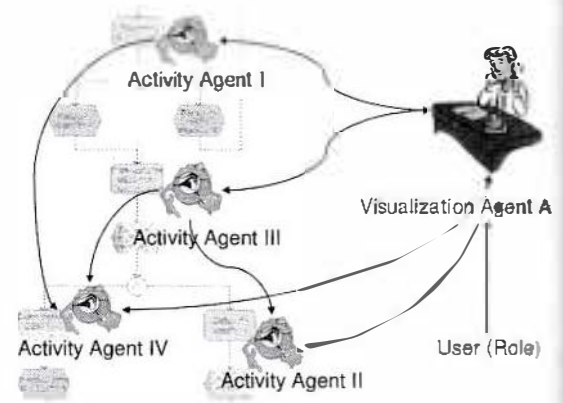 Activity Agent I
Visualization Agent A
Activity Agent III
Activity Agent IV
User (Role)
Activity Agent II